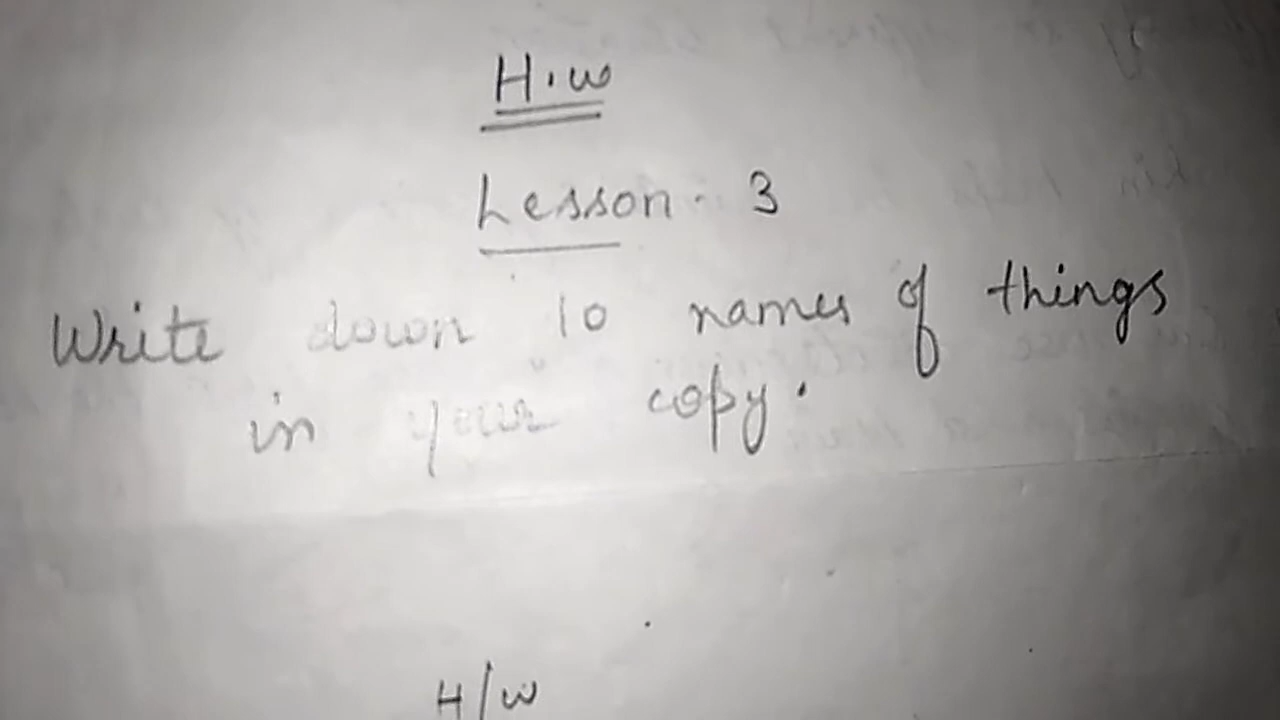 H.w
Lesson. 3
Write down 10 names of things
in your copy.
H/w